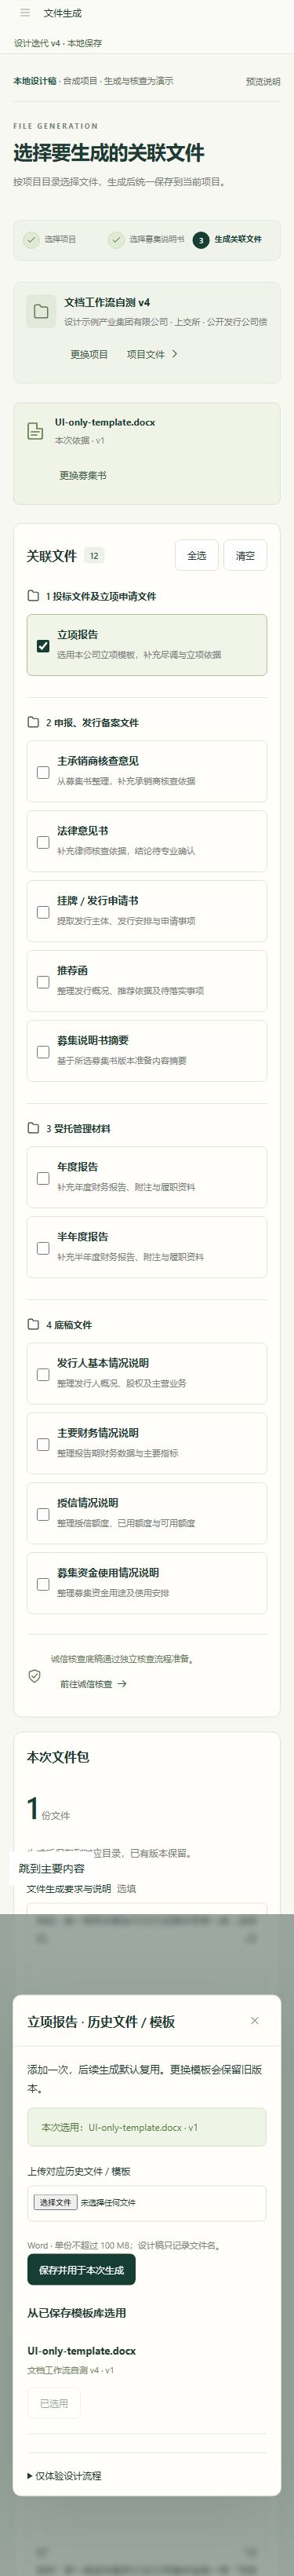 文件生成
设计迭代 v4 · 本地保存
本地设计稿 · 合成项目 · 生成与核查为演示
预览说明
FILE GENERATION
选择要生成的关联文件
按项目目录选择文件，生成后统一保存到当前项目。
选择项目
选择募集说明书
3 生成关联文件
文档工作流自测 v4
设计示例产业集团有限公司 · 上交所 · 公开发行公司债
更换项目 项目文件
UI-only-template.docx
本次依据 · v1
更换募集书
关联文件 12
全选 清空
1 投标文件及立项申请文件
立项报告
选用本公司立项模板，补充尽调与立项依据
2 申报、发行备案文件
主承销商核查意见
从募集书整理，补充承销商核查依据
法律意见书
补充律师核查依据，结论待专业确认
挂牌 / 发行申请书
提取发行主体、发行安排与申请事项
推荐函
整理发行概况、推荐依据及待落实事项
募集说明书摘要
基于所选募集书版本准备内容摘要
3 受托管理材料
年度报告
补充年度财务报告、附注与履职资料
半年度报告
补充半年度财务报告、附注与履职资料
4 底稿文件
发行人基本情况说明
整理发行人概况、股权及主营业务
主要财务情况说明
整理报告期财务数据与主要指标
授信情况说明
整理授信额度、已用额度与可用额度
募集资金使用情况说明
整理募集资金用途及使用安排
诚信核查底稿通过独立核查流程准备。
前往诚信核查
本次文件包
1 份文件
应目录，已有版本保留。
跳到主要内容
文件生成要求与说明 选填
立项报告 · 历史文件 / 模板
添加一次，后续生成默认复用。更换模板会保留旧版
本。
本次选用：UI-only-template.docx · v1
上传对应历史文件 / 模板
选择文件 未选择任何文件
Word · 单份不超过 100 MB；设计稿只记录文件名。
保存并用于本次生成
从已保存模板库选用
UI-only-template.docx
文档工作流自测 v4 · v1
已选用
仅体验设计流程